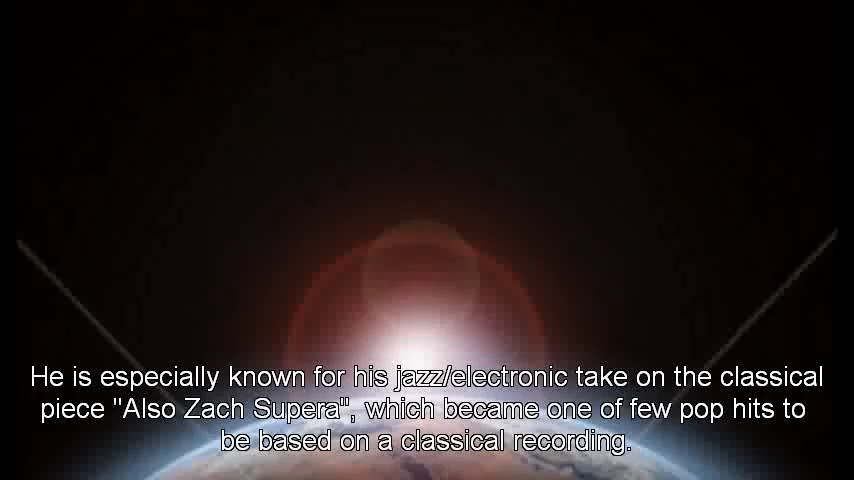 He is especially known for his jazz/electronic take on the classical
piece "Also Zach Supera", which became one of few pop hits to
be based on a classical recording.